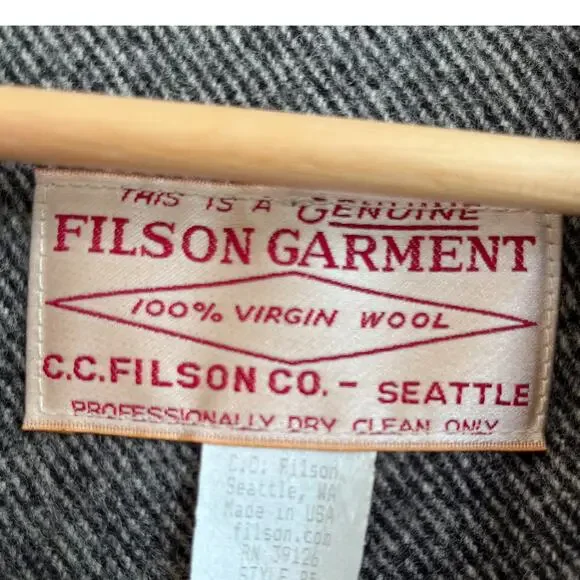 THIS IS A GENUINE
FILSON GARMENT
100% VIRGIN WOOL
C.C.FILSON CO. - SEATTLE
PROFESSIONALLY DRY CLEAN ONLY
C.C. Filson
Seattle, WA
Made in USA
filson.com
RN 39126
STYLE